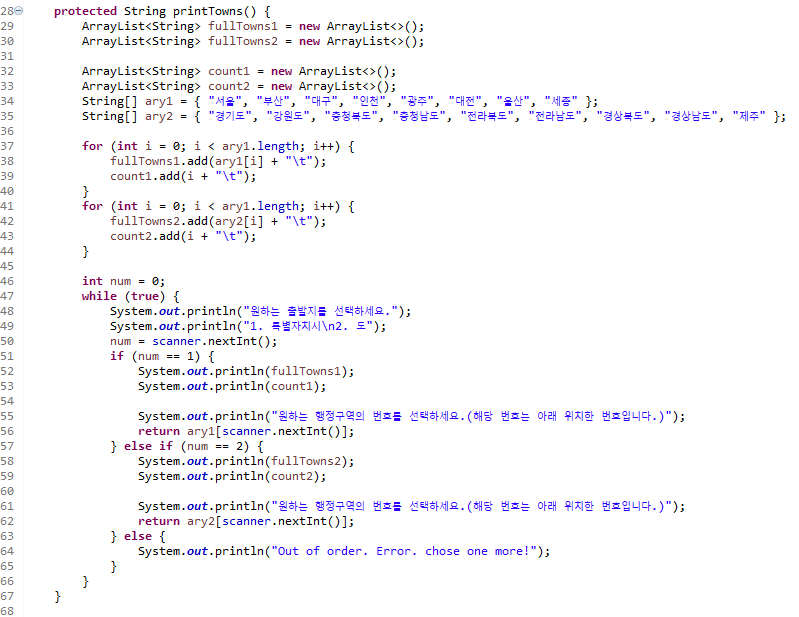 28 protected String printTowns() {
29 ArrayList<String> fullTowns1 = new ArrayList<>();
30 ArrayList<String> fullTowns2 = new ArrayList<>();
31
32 ArrayList<String> count1 = new ArrayList<>();
33 ArrayList<String> count2 = new ArrayList<>();
34 String[] ary1 = { "서울", "부산", "대구", "인천", "광주", "대전", "울산", "세종" };
35 String[] ary2 = { "경기도", "강원도", "충청북도", "충청남도", "전라북도", "전라남도", "경상북도", "경상남도", "제주" };
36
37 for (int i = 0; i < ary1.length; i++) {
38 fullTowns1.add(ary1[i] + "\t");
39 count1.add(i + "\t");
40 }
41 for (int i = 0; i < ary1.length; i++) {
42 fullTowns2.add(ary2[i] + "\t");
43 count2.add(i + "\t");
44 }
45
46 int num = 0;
47 while (true) {
48 System.out.println("원하는 출발지를 선택하세요.");
49 System.out.println("1. 특별자치시\n2. 도");
50 num = scanner.nextInt();
51 if (num == 1) {
52 System.out.println(fullTowns1);
53 System.out.println(count1);
54
55 System.out.println("원하는 행정구역의 번호를 선택하세요.(해당 번호는 아래 위치한 번호입니다.)");
56 return ary1[scanner.nextInt()];
57 } else if (num == 2) {
58 System.out.println(fullTowns2);
59 System.out.println(count2);
60
61 System.out.println("원하는 행정구역의 번호를 선택하세요.(해당 번호는 아래 위치한 번호입니다.)");
62 return ary2[scanner.nextInt()];
63 } else {
64 System.out.println("Out of order. Error. chose one more!");
65 }
66 }
67 }
68